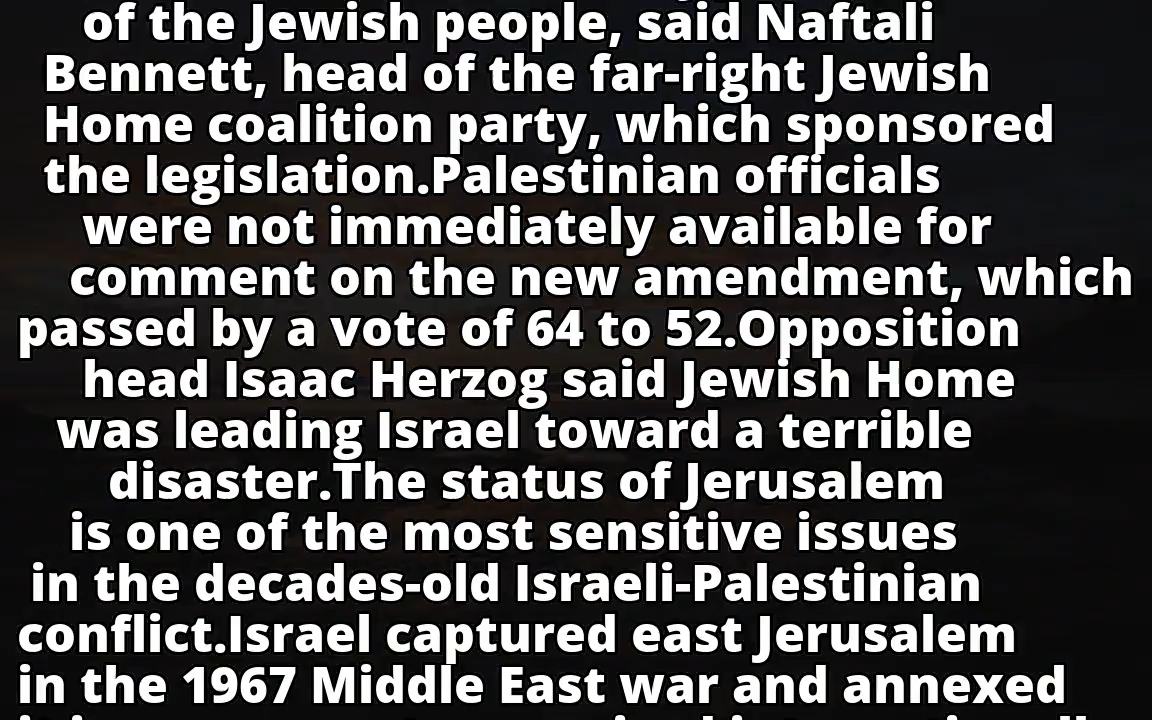 of the Jewish people, said Naftali
Bennett, head of the far-right Jewish
Home coalition party, which sponsored
the legislation.Palestinian officials
were not immediately available for
comment on the new amendment, which
passed by a vote of 64 to 52.Opposition
head Isaac Herzog said Jewish Home
was leading Israel toward a terrible
disaster.The status of Jerusalem
is one of the most sensitive issues
in the decades-old Israeli-Palestinian
conflict.Israel captured east Jerusalem
in the 1967 Middle East war and annexed